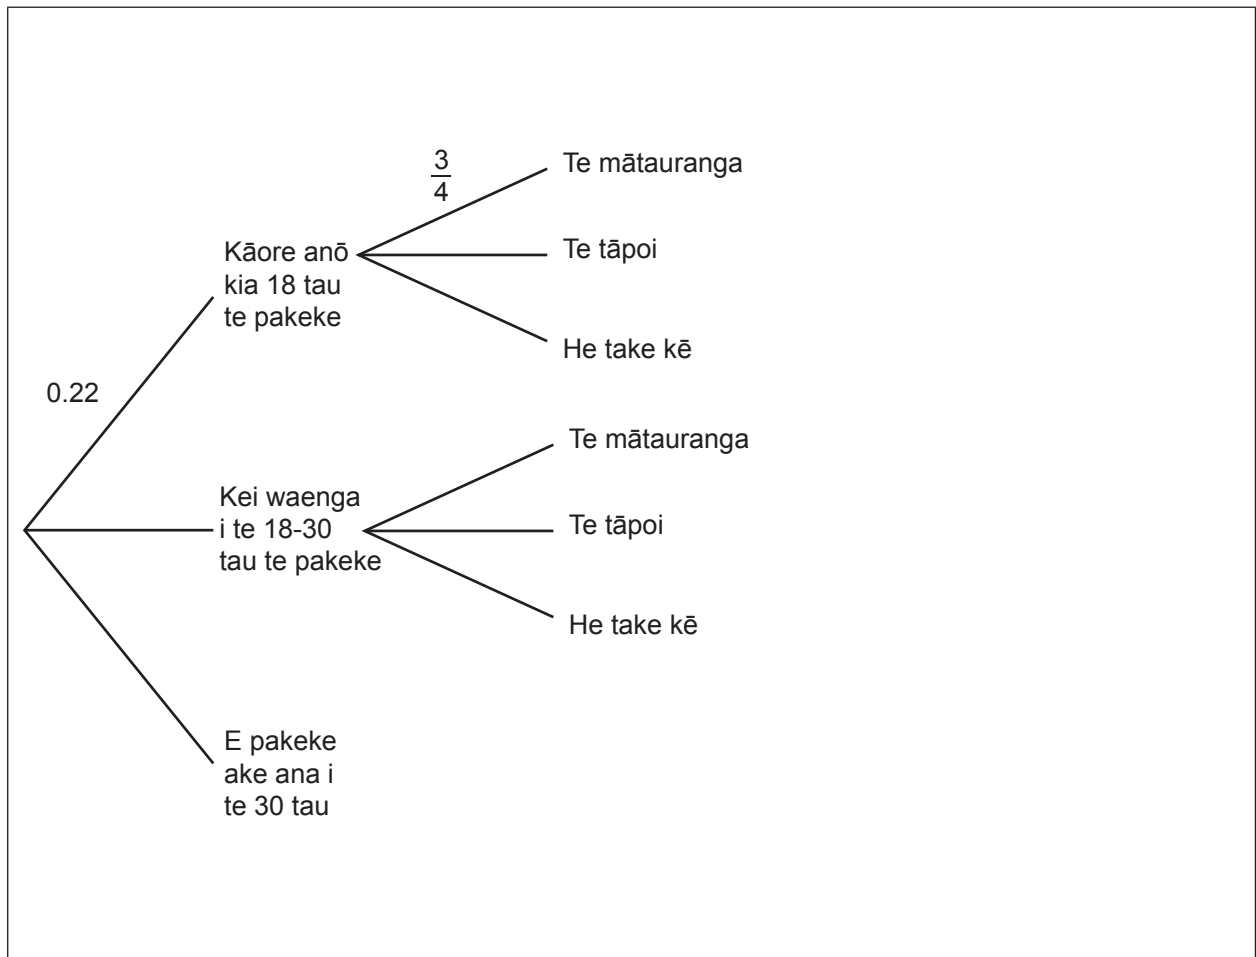 3
4
Te mātauranga
Te tāpoi
Kāore anō
kia 18 tau
te pakeke
He take kē
0.22
Te mātauranga
Kei waenga
i te 18-30
tau te pakeke
Te tāpoi
He take kē
E pakeke
ake ana i
te 30 tau